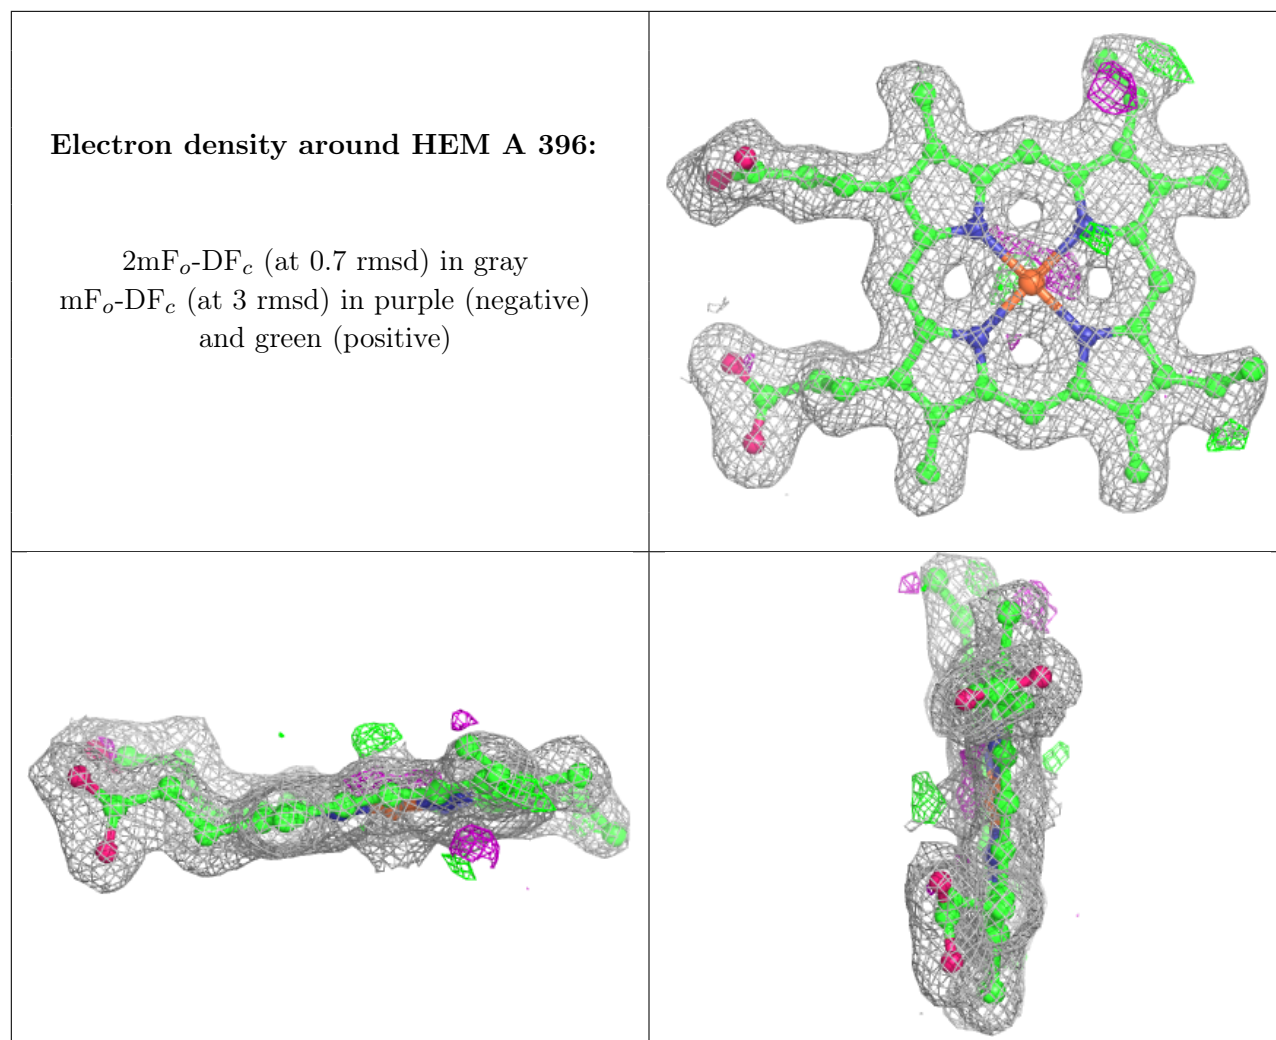 Electron density around HEM A 396:
2mFo-DFc (at 0.7 rmsd) in gray
mFo-DFc (at 3 rmsd) in purple (negative)
and green (positive)